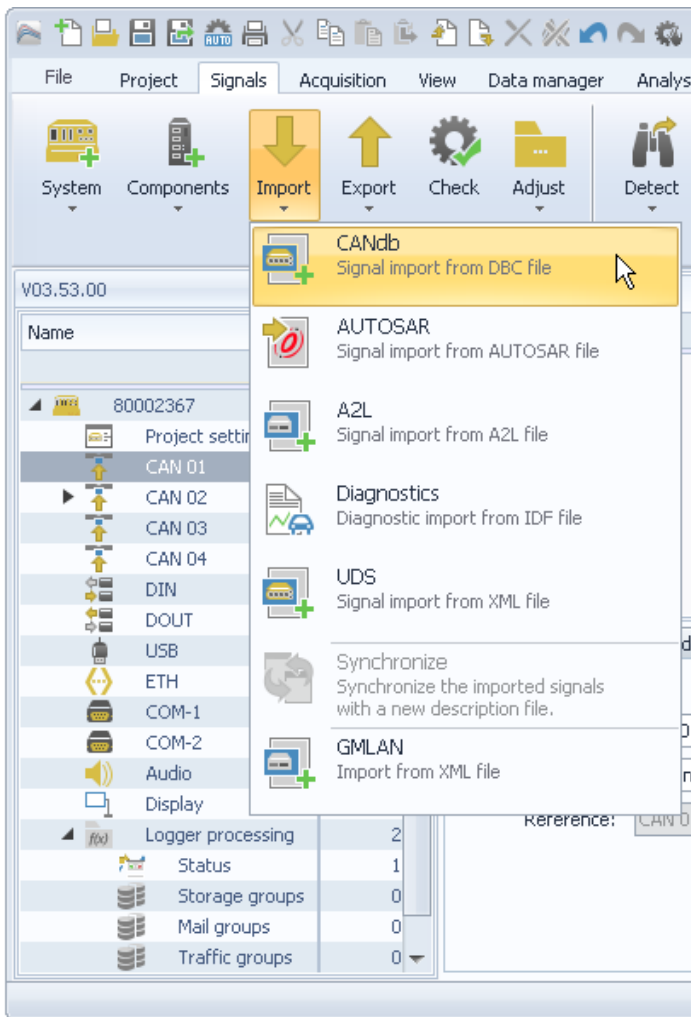 AUTO
File Project Signals Acquisition View Data manager Analys
System Components Import Export Check Adjust Detect
CANdb
Signal import from DBC file
V03.53.00
Name
AUTOSAR
Signal import from AUTOSAR file
80002367
A2L
Signal import from A2L file
Project settin
CAN 01
CAN 02
CAN 03
CAN 04
Diagnostics
Diagnostic import from IDF file
DIN
DOUT
UDS
Signal import from XML file
USB
ETH
Synchronize
Synchronize the imported signals
with a new description file.
COM-1
COM-2
GMLAN
Import from XML file
Audio
Display
Reference: CAN 0
f(x) Logger processing 2
Status 1
Storage groups 0
Mail groups 0
Traffic groups 0